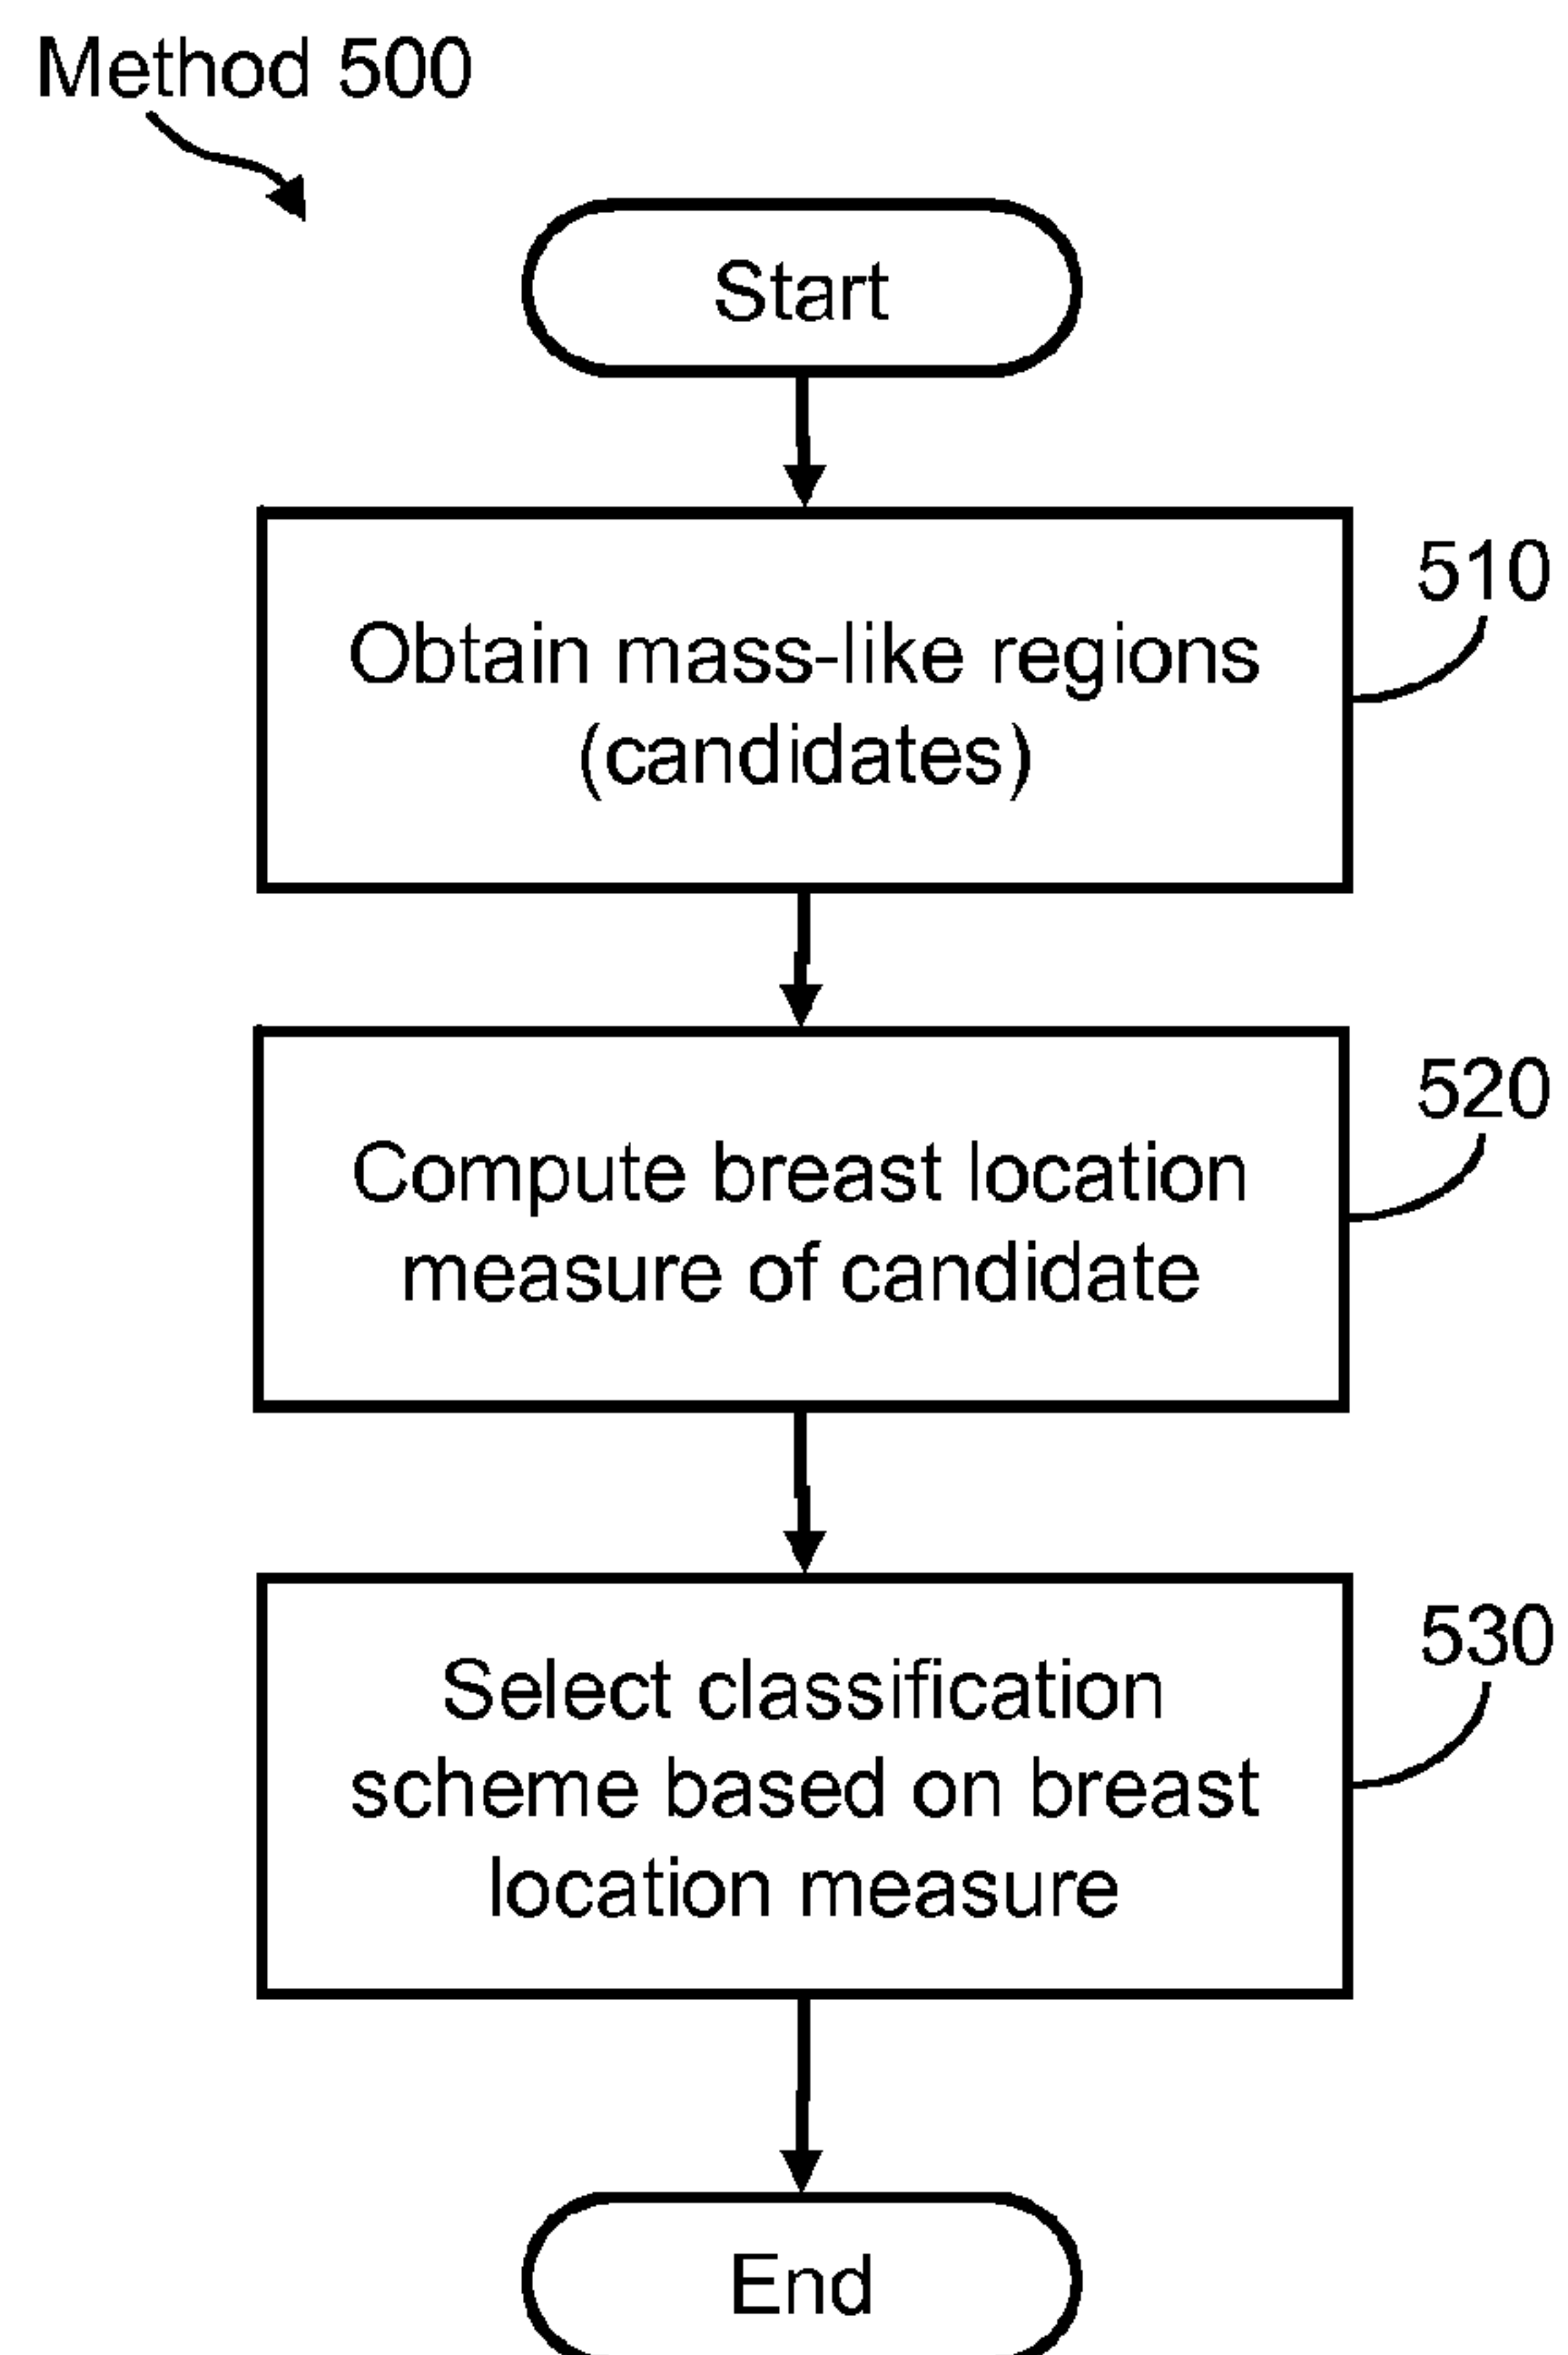 Method 500
Start
510
Obtain mass-like regions
(candidates)
520
Compute breast location
measure of candidate
530
Select classification
scheme based on breast
location measure
End